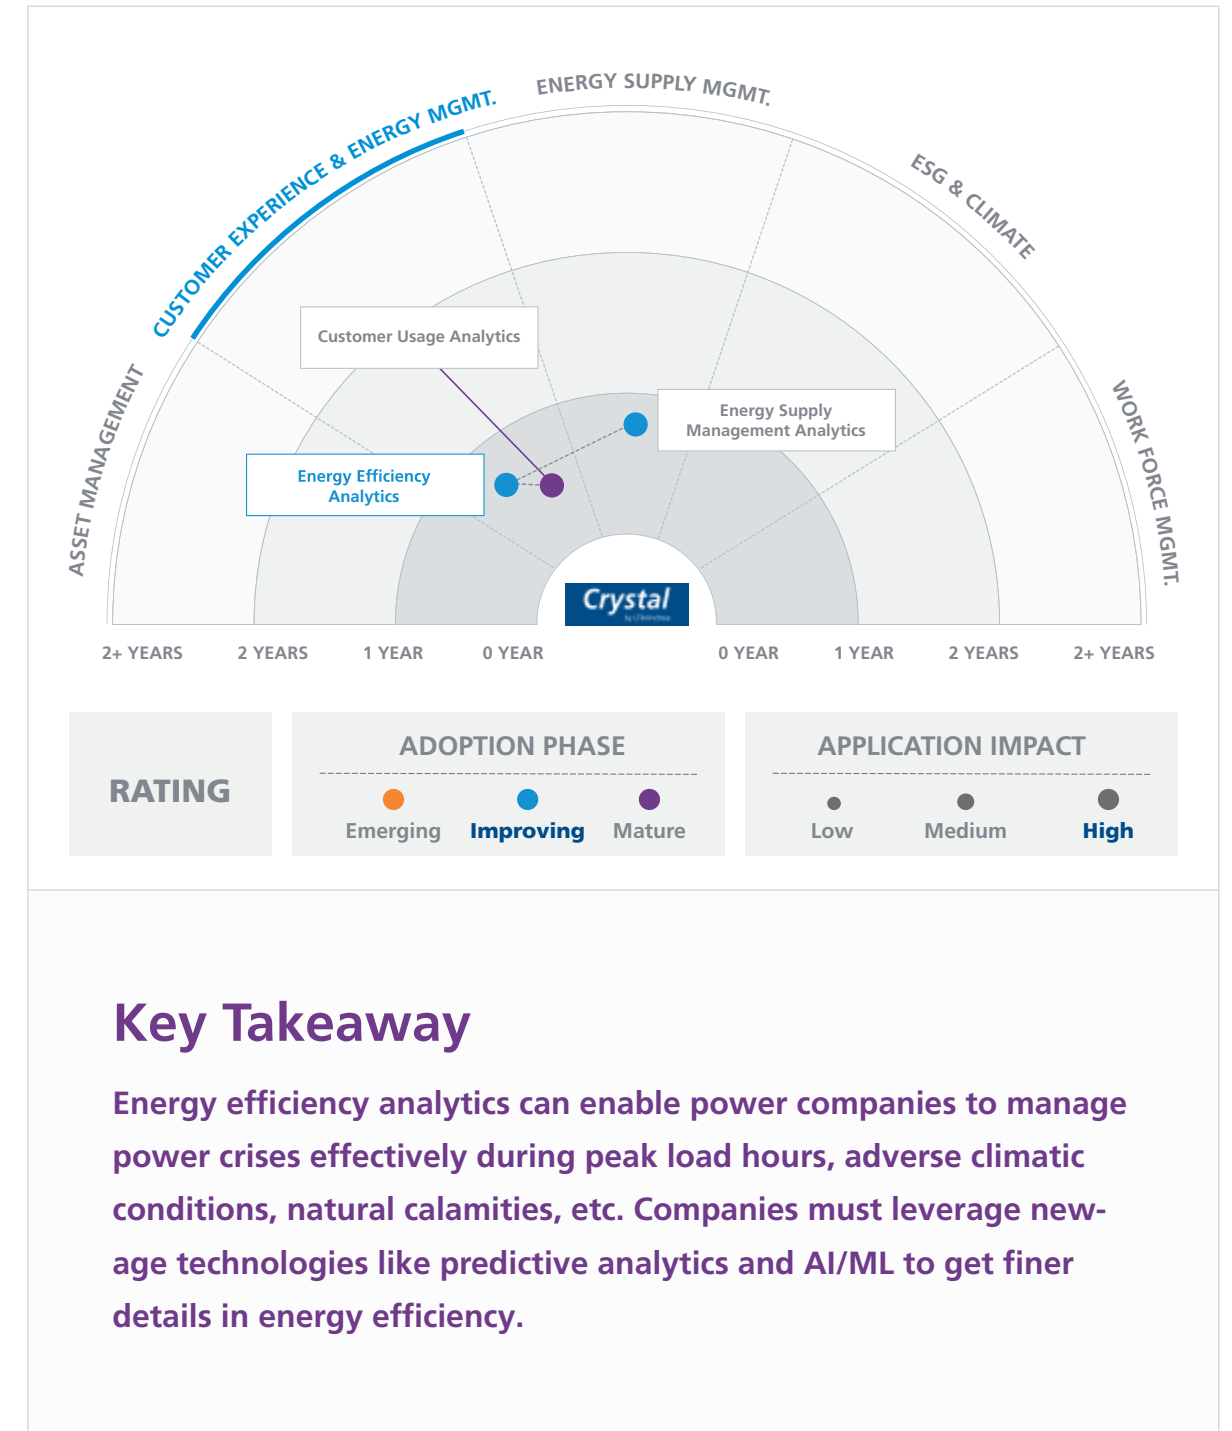 ENERGY SUPPLY MGMT.
CUSTOMER EXPERIENCE & ENERGY MGMT.
ESG & CLIMATE
ASSET MANAGEMENT
WORK FORCE MGMT.
Customer Usage Analytics
Energy Supply
Management Analytics
Energy Efficiency
Analytics
Crystal
2+ YEARS 2 YEARS 1 YEAR 0 YEAR 0 YEAR 1 YEAR 2 YEARS 2+ YEARS
RATING
ADOPTION PHASE
Emerging Improving Mature
APPLICATION IMPACT
Low Medium High
Key Takeaway
Energy efficiency analytics can enable power companies to manage
power crises effectively during peak load hours, adverse climatic
conditions, natural calamities, etc. Companies must leverage new-
age technologies like predictive analytics and AI/ML to get finer
details in energy efficiency.